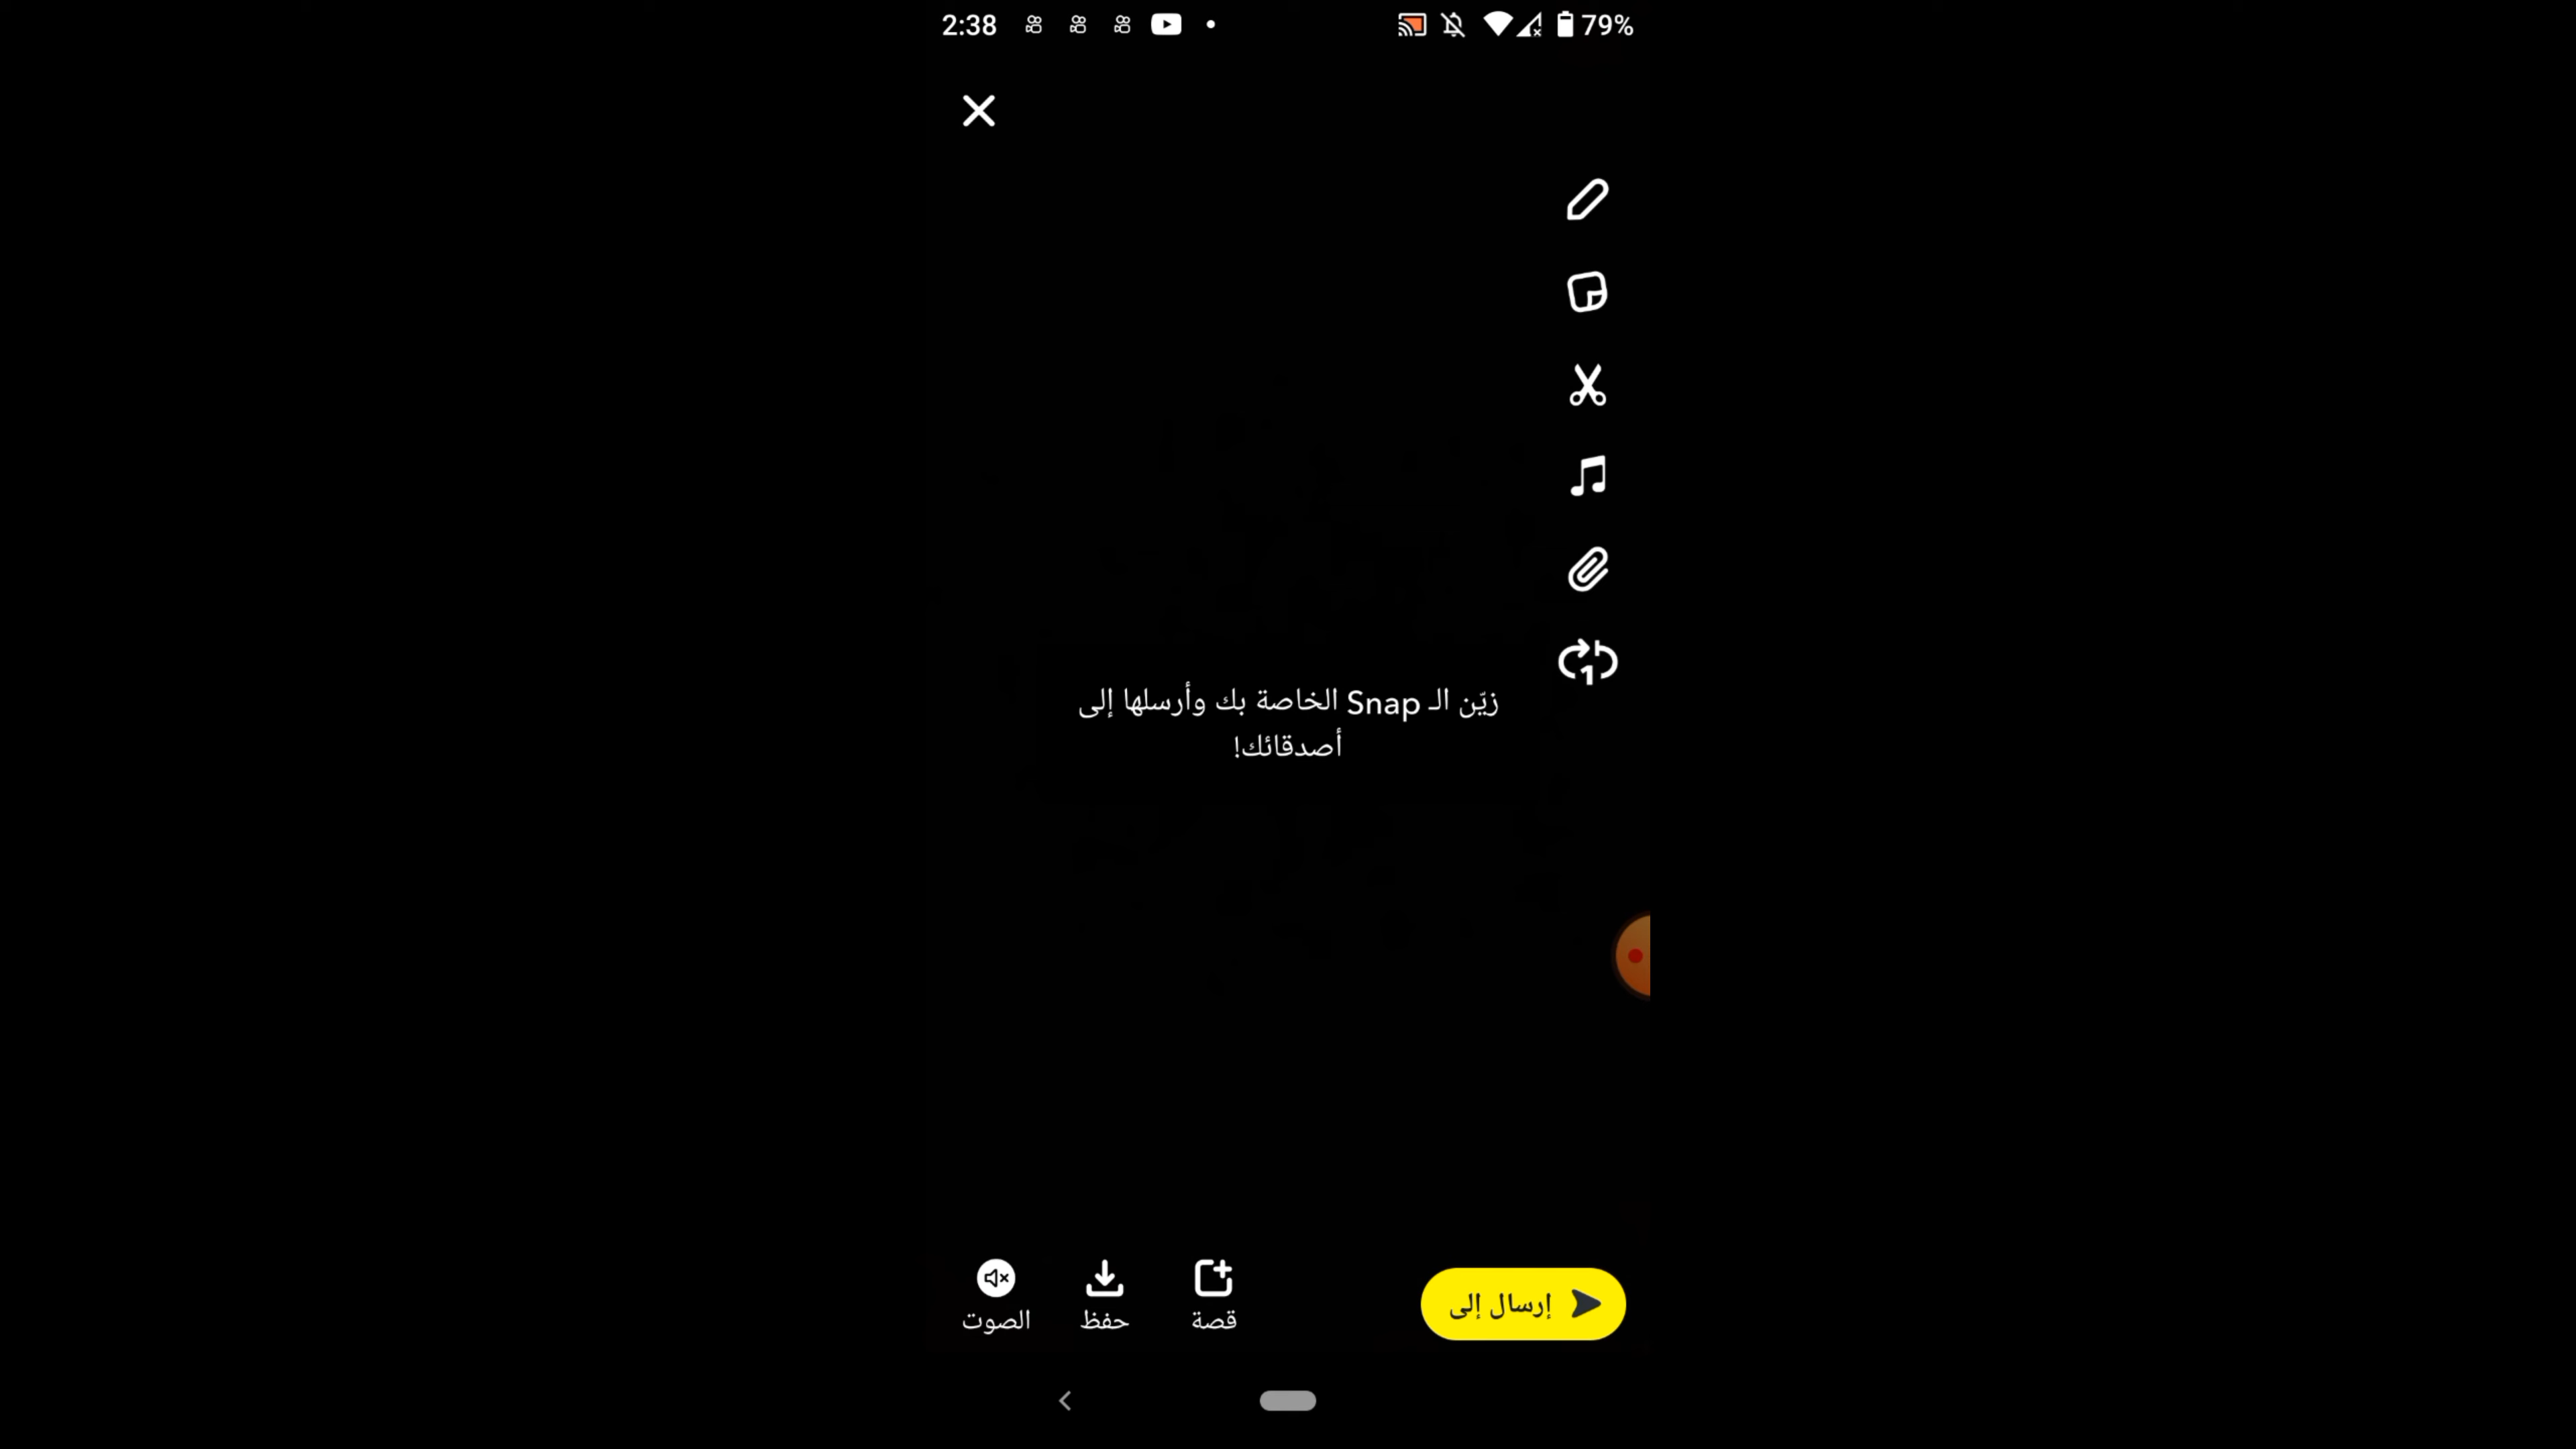 2:38
79%
زيّن الـ Snap الخاصة بك وأرسلها إلى
أصدقائك!
إرسال إلى
قصة
حفظ
الصوت